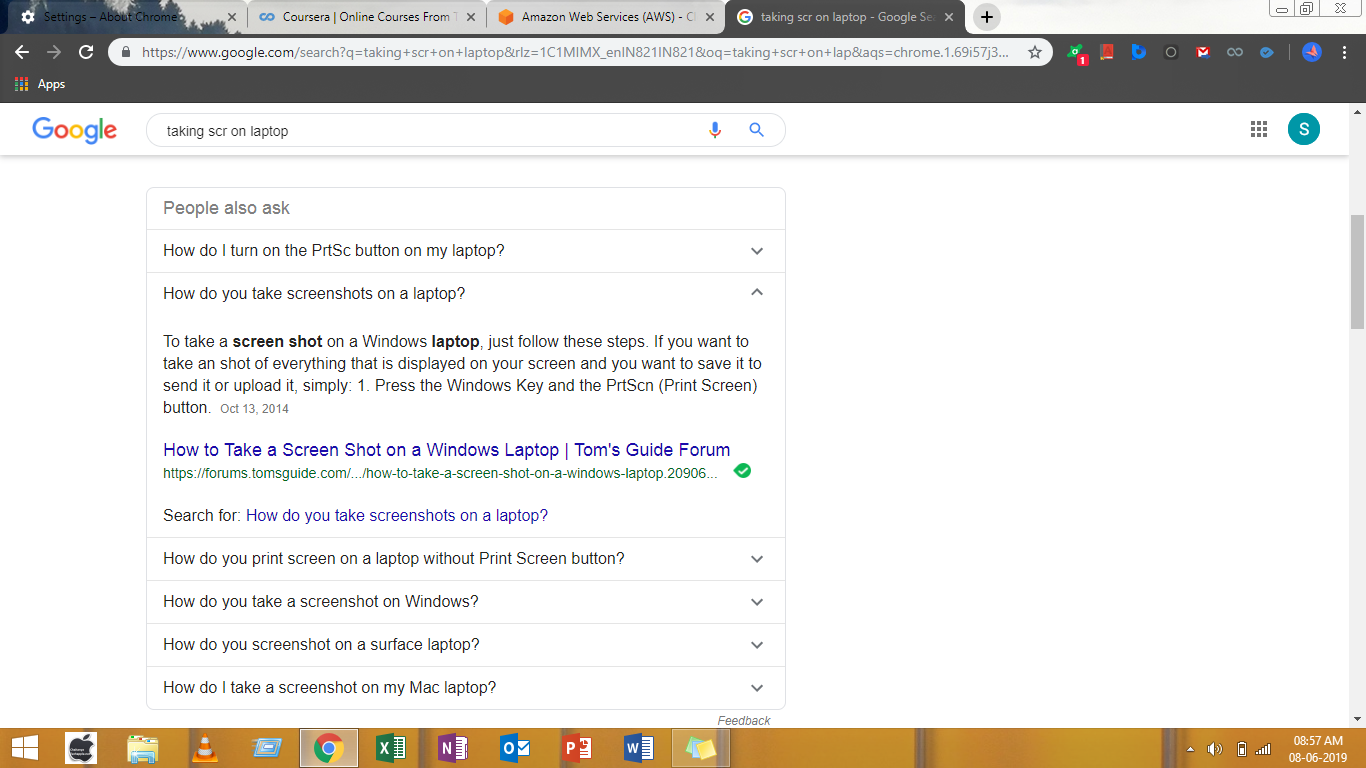 Settings – About Chrome
Coursera | Online Courses From T
Amazon Web Services (AWS) - Cl
taking scr on laptop - Google Sea
https://www.google.com/search?q=taking+scr+on+laptop&rlz=1C1MIMX_enIN821IN821&oq=taking+scr+on+lap&aqs=chrome.1.69i57j3...
1
Apps
Google
taking scr on laptop
S
People also ask
How do I turn on the PrtSc button on my laptop?
How do you take screenshots on a laptop?
To take a screen shot on a Windows laptop, just follow these steps. If you want to
take an shot of everything that is displayed on your screen and you want to save it to
send it or upload it, simply: 1. Press the Windows Key and the PrtScn (Print Screen)
button. Oct 13, 2014
How to Take a Screen Shot on a Windows Laptop | Tom's Guide Forum
https://forums.tomsguide.com/.../how-to-take-a-screen-shot-on-a-windows-laptop.20906...
Search for: How do you take screenshots on a laptop?
How do you print screen on a laptop without Print Screen button?
How do you take a screenshot on Windows?
How do you screenshot on a surface laptop?
How do I take a screenshot on my Mac laptop?
Feedback
08:57 AM
08-06-2019